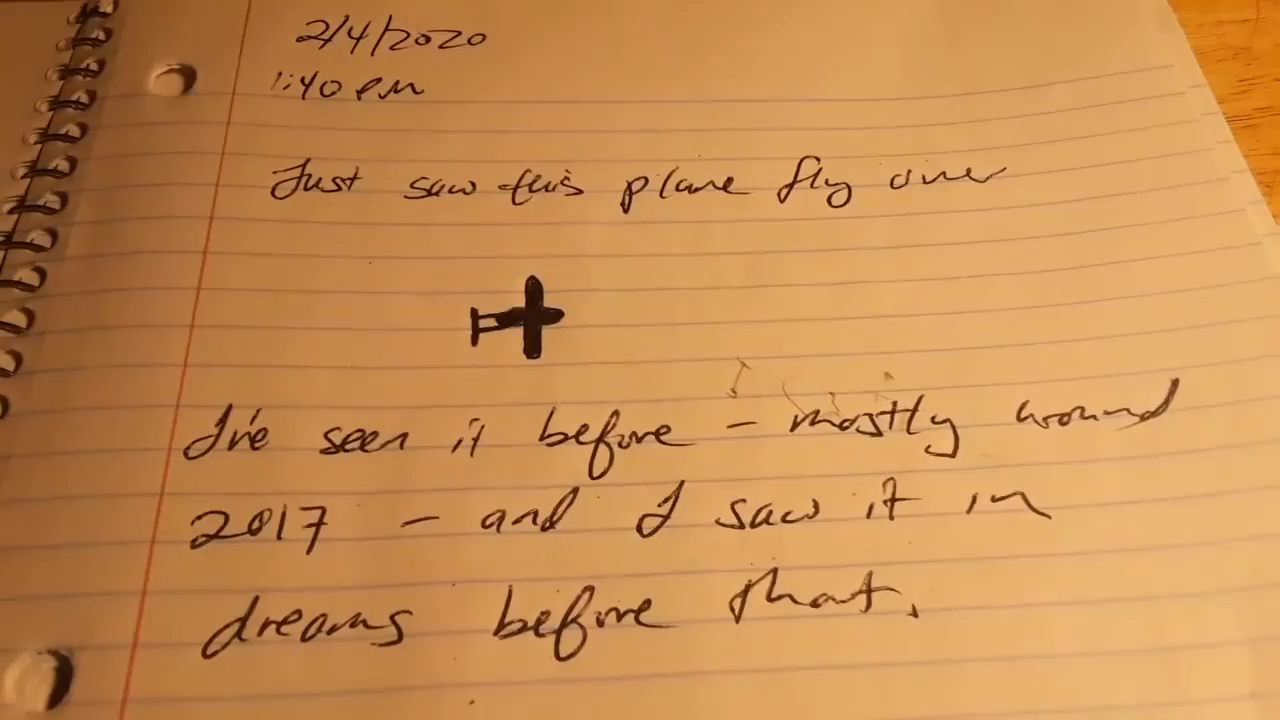 2/4/2020
1:40 PM
Just saw this plane fly over
I've seen it before - mostly around
2017 - and I saw it in
dreams before that.